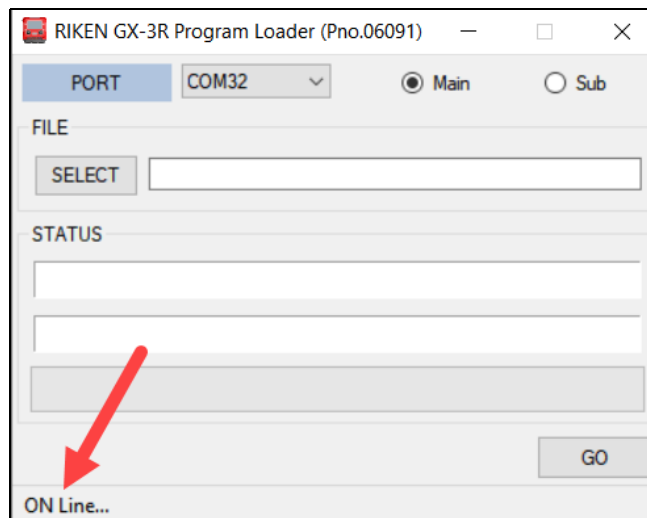 RIKEN GX-3R Program Loader (Pno.06091)
PORT COM32 Main Sub
FILE
SELECT
STATUS
GO
ON Line...